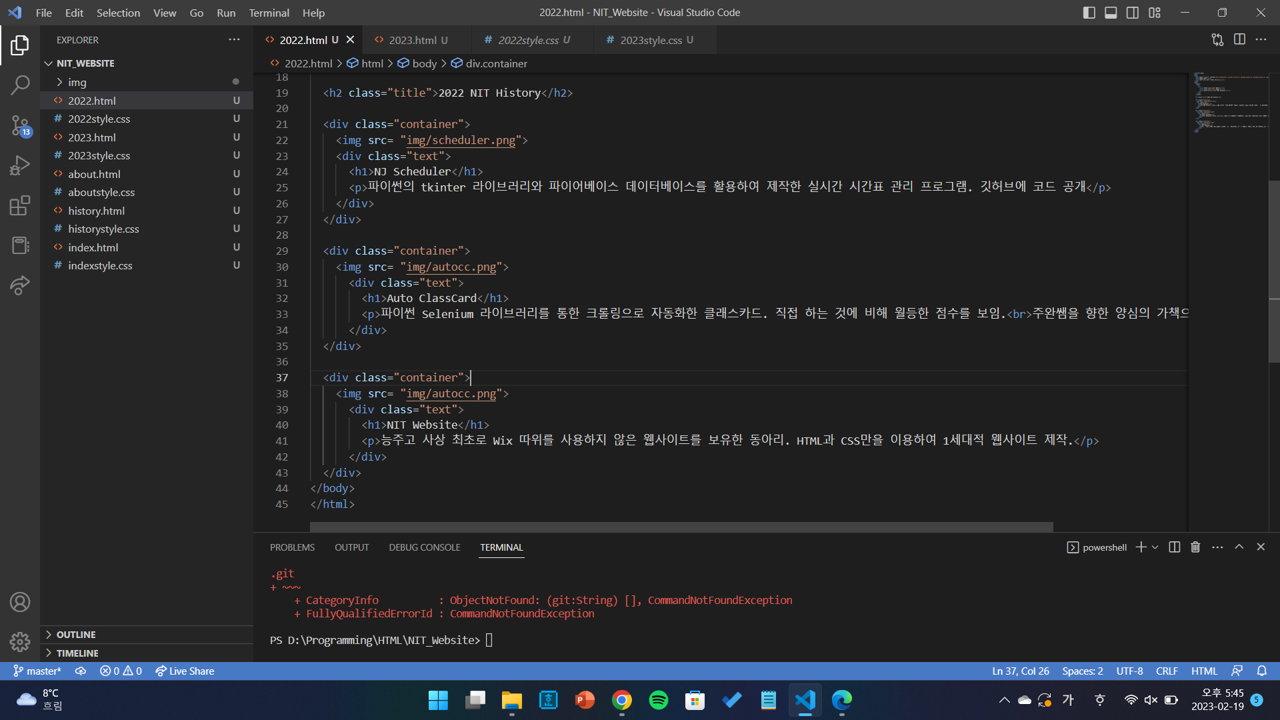 File Edit Selection View Go Run Terminal Help
2022.html - NIT_Website - Visual Studio Code
EXPLORER
NIT_WEBSITE
img
2022.html U
2022style.css U
2023.html U
2023style.css U
about.html U
aboutstyle.css U
history.html U
historystyle.css U
index.html U
indexstyle.css U
OUTLINE
TIMELINE
13
2022.html U 2023.html U 2022style.css U 2023style.css U
2022.html > html > body > div.container
18
19 <h2 class="title">2022 NIT History</h2>
20
21 <div class="container">
22 <img src= "img/scheduler.png">
23 <div class="text">
24 <h1>NJ Scheduler</h1>
25 <p>파이썬의 tkinter 라이브러리와 파이어베이스 데이터베이스를 활용하여 제작한 실시간 시간표 관리 프로그램. 깃허브에 코드 공개</p>
26 </div>
27 </div>
28
29 <div class="container">
30 <img src= "img/autocc.png">
31 <div class="text">
32 <h1>Auto ClassCard</h1>
33 <p>파이썬 Selenium 라이브러리를 통한 크롤링으로 자동화한 클래스카드. 직접 하는 것에 비해 월등한 점수를 보임.<br>주완쌤을 향한 양심의 가책으
34 </div>
35 </div>
36
37 <div class="container">
38 <img src= "img/autocc.png">
39 <div class="text">
40 <h1>NIT Website</h1>
41 <p>능주고 사상 최초로 Wix 따위를 사용하지 않은 웹사이트를 보유한 동아리. HTML과 CSS만을 이용하여 1세대적 웹사이트 제작.</p>
42 </div>
43 </div>
44 </body>
45 </html>
PROBLEMS OUTPUT DEBUG CONSOLE TERMINAL
powershell
.git
+ ~~~
+ CategoryInfo : ObjectNotFound: (git:String) [], CommandNotFoundException
+ FullyQualifiedErrorId : CommandNotFoundException
PS D:\Programming\HTML\NIT_Website>
master* 0 0 Live Share
Ln 37, Col 26 Spaces: 2 UTF-8 CRLF HTML
8°C
흐림
가
오후 5:45
2023-02-19
5